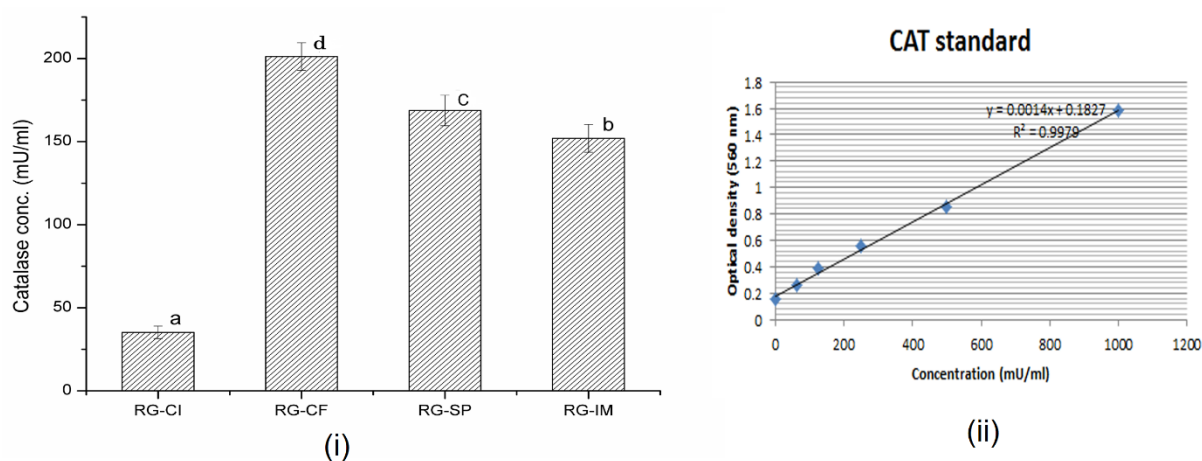 200
150
100
50
0
Catalase conc. (mU/ml)
a
d
c
b
RG-CI RG-CF RG-SP RG-IM
(i)
CAT standard
1.8
1.6
1.4
1.2
1
0.8
0.6
0.4
0.2
0
Optical density (560 nm)
y = 0.0014x + 0.1827
R² = 0.9979
0 200 400 600 800 1000 1200
Concentration (mU/ml)
(ii)